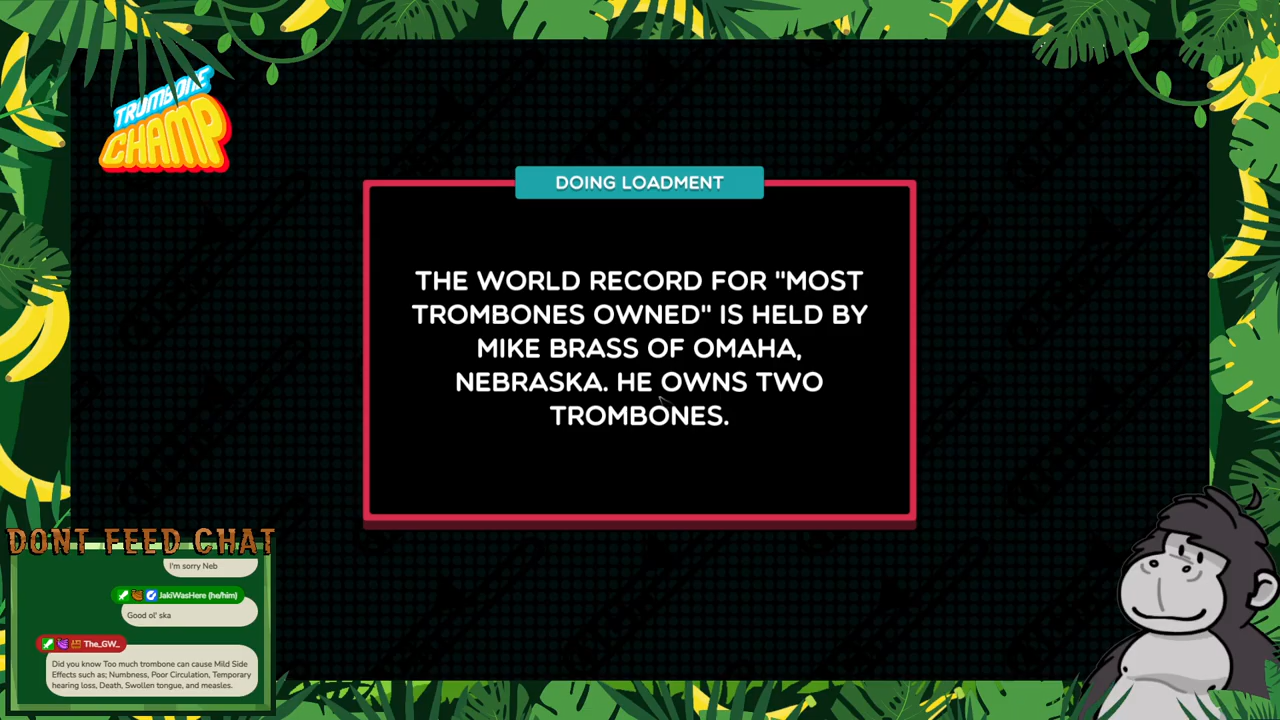 TROMBONE
CHAMP
DOING LOADMENT
THE WORLD RECORD FOR "MOST
TROMBONES OWNED" IS HELD BY
MIKE BRASS OF OMAHA,
NEBRASKA. HE OWNS TWO
TROMBONES.
DONT FEED CHAT
I'm sorry Neb
JakiWasHere (he/him)
Good ol' ska
The_GW_
Did you know Too much trombone can cause Mild Side
Effects such as; Numbness, Poor Circulation, Temporary
hearing loss, Death, Swollen tongue, and measles.